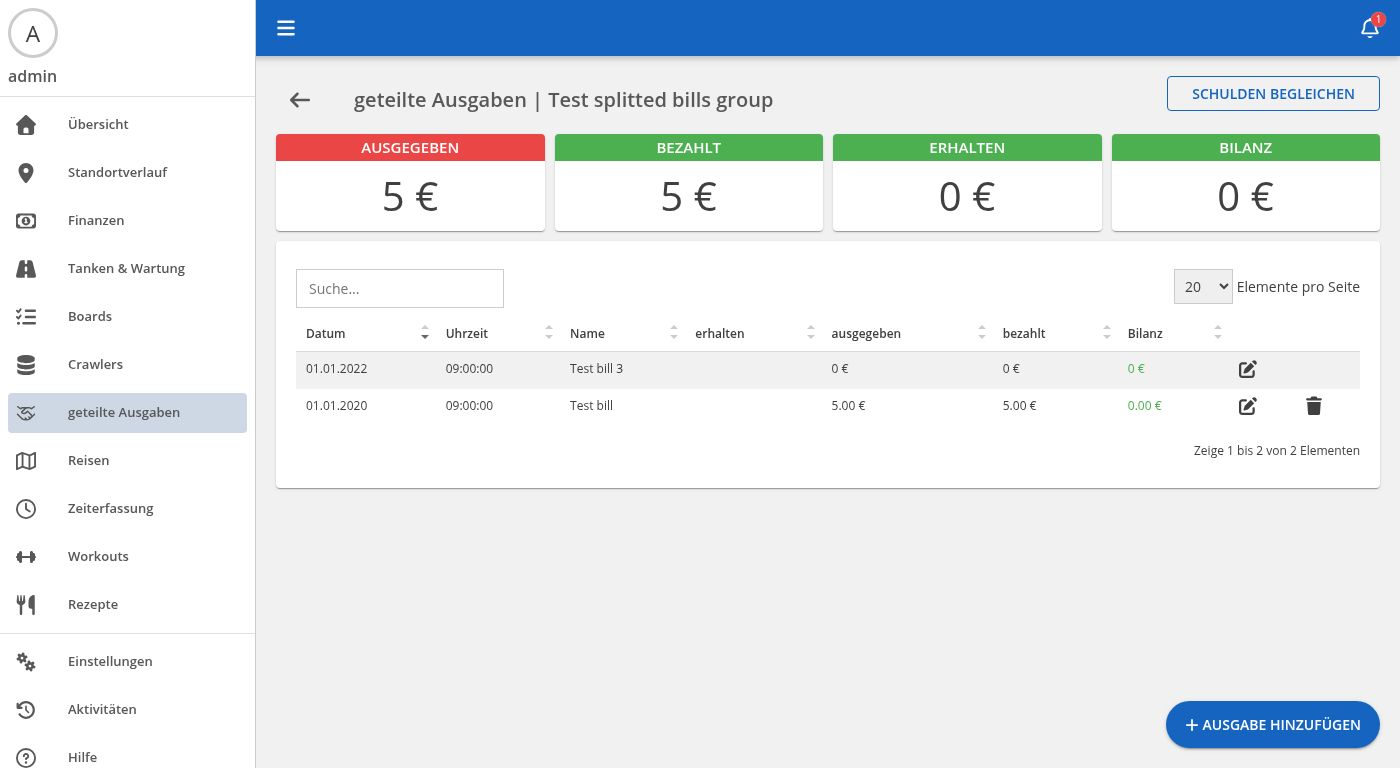 A
admin
Übersicht
Standortverlauf
Finanzen
Tanken & Wartung
Boards
Crawlers
geteilte Ausgaben
Reisen
Zeiterfassung
Workouts
Rezepte
Einstellungen
Aktivitäten
Hilfe
1
geteilte Ausgaben | Test splitted bills group
SCHULDEN BEGLEICHEN
AUSGEGEBEN BEZAHLT ERHALTEN BILANZ
5 € 5 € 0 € 0 €
Suche...
20 Elemente pro Seite
Datum Uhrzeit Name erhalten ausgegeben bezahlt Bilanz
01.01.2022 09:00:00 Test bill 3 0 € 0 € 0 €
01.01.2020 09:00:00 Test bill 5.00 € 5.00 € 0.00 €
Zeige 1 bis 2 von 2 Elementen
+ AUSGABE HINZUFÜGEN